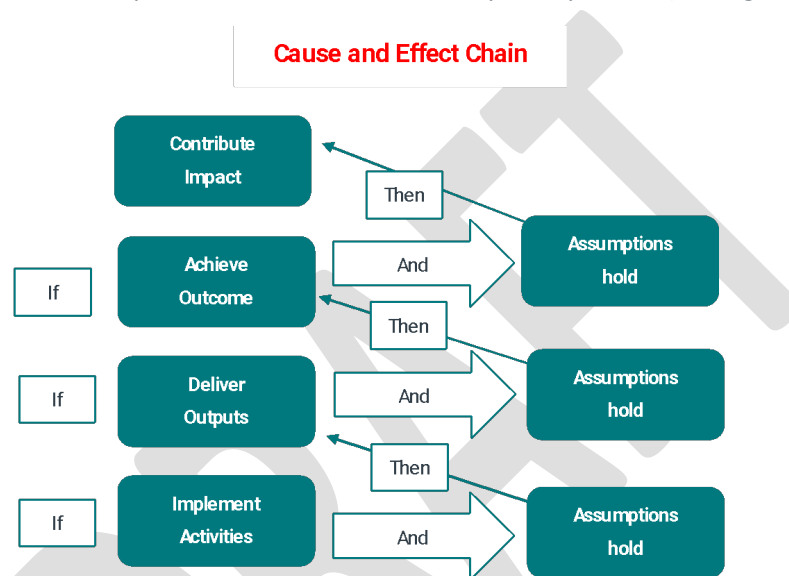 Cause and Effect Chain
Contribute
Impact
Then
Assumptions
hold
If
Achieve
Outcome
And
Then
Assumptions
hold
If
Deliver
Outputs
And
Then
Assumptions
hold
If
Implement
Activities
And